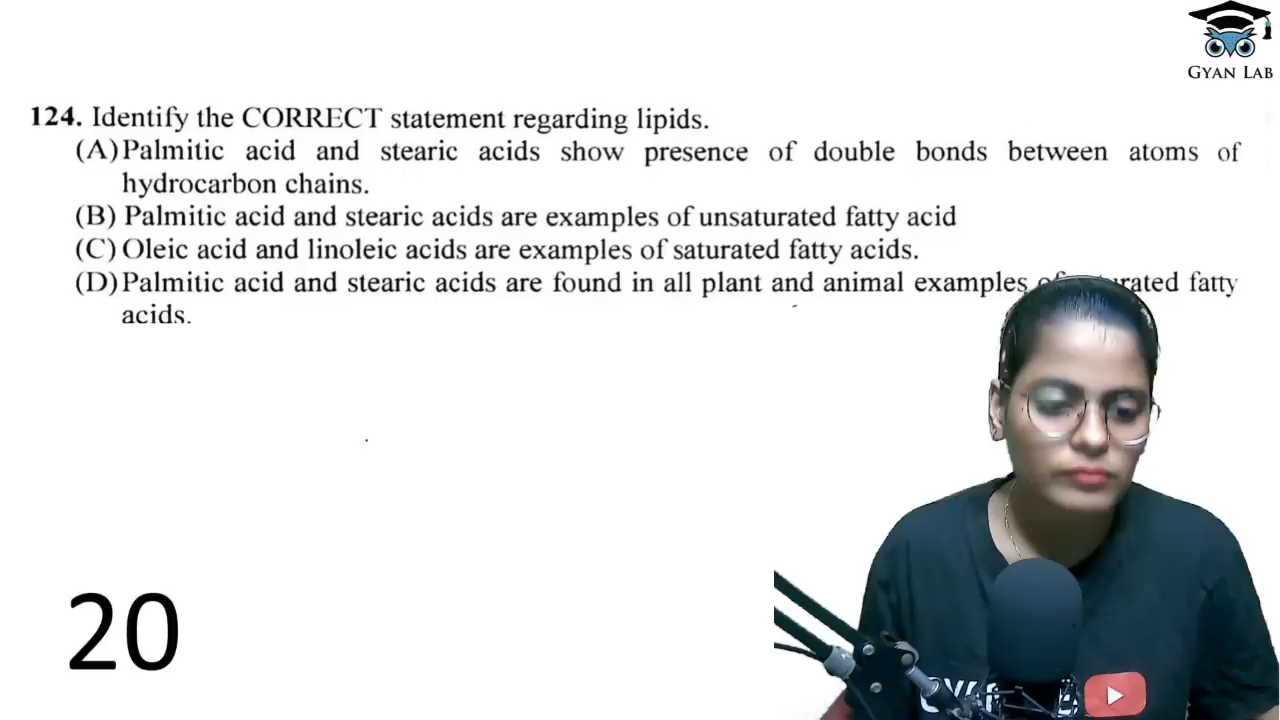 GYAN LAB
124. Identify the CORRECT statement regarding lipids.
(A) Palmitic acid and stearic acids show presence of double bonds between atoms of
hydrocarbon chains.
(B) Palmitic acid and stearic acids are examples of unsaturated fatty acid
(C) Oleic acid and linoleic acids are examples of saturated fatty acids.
(D) Palmitic acid and stearic acids are found in all plant and animal examples fatty
acids.
20